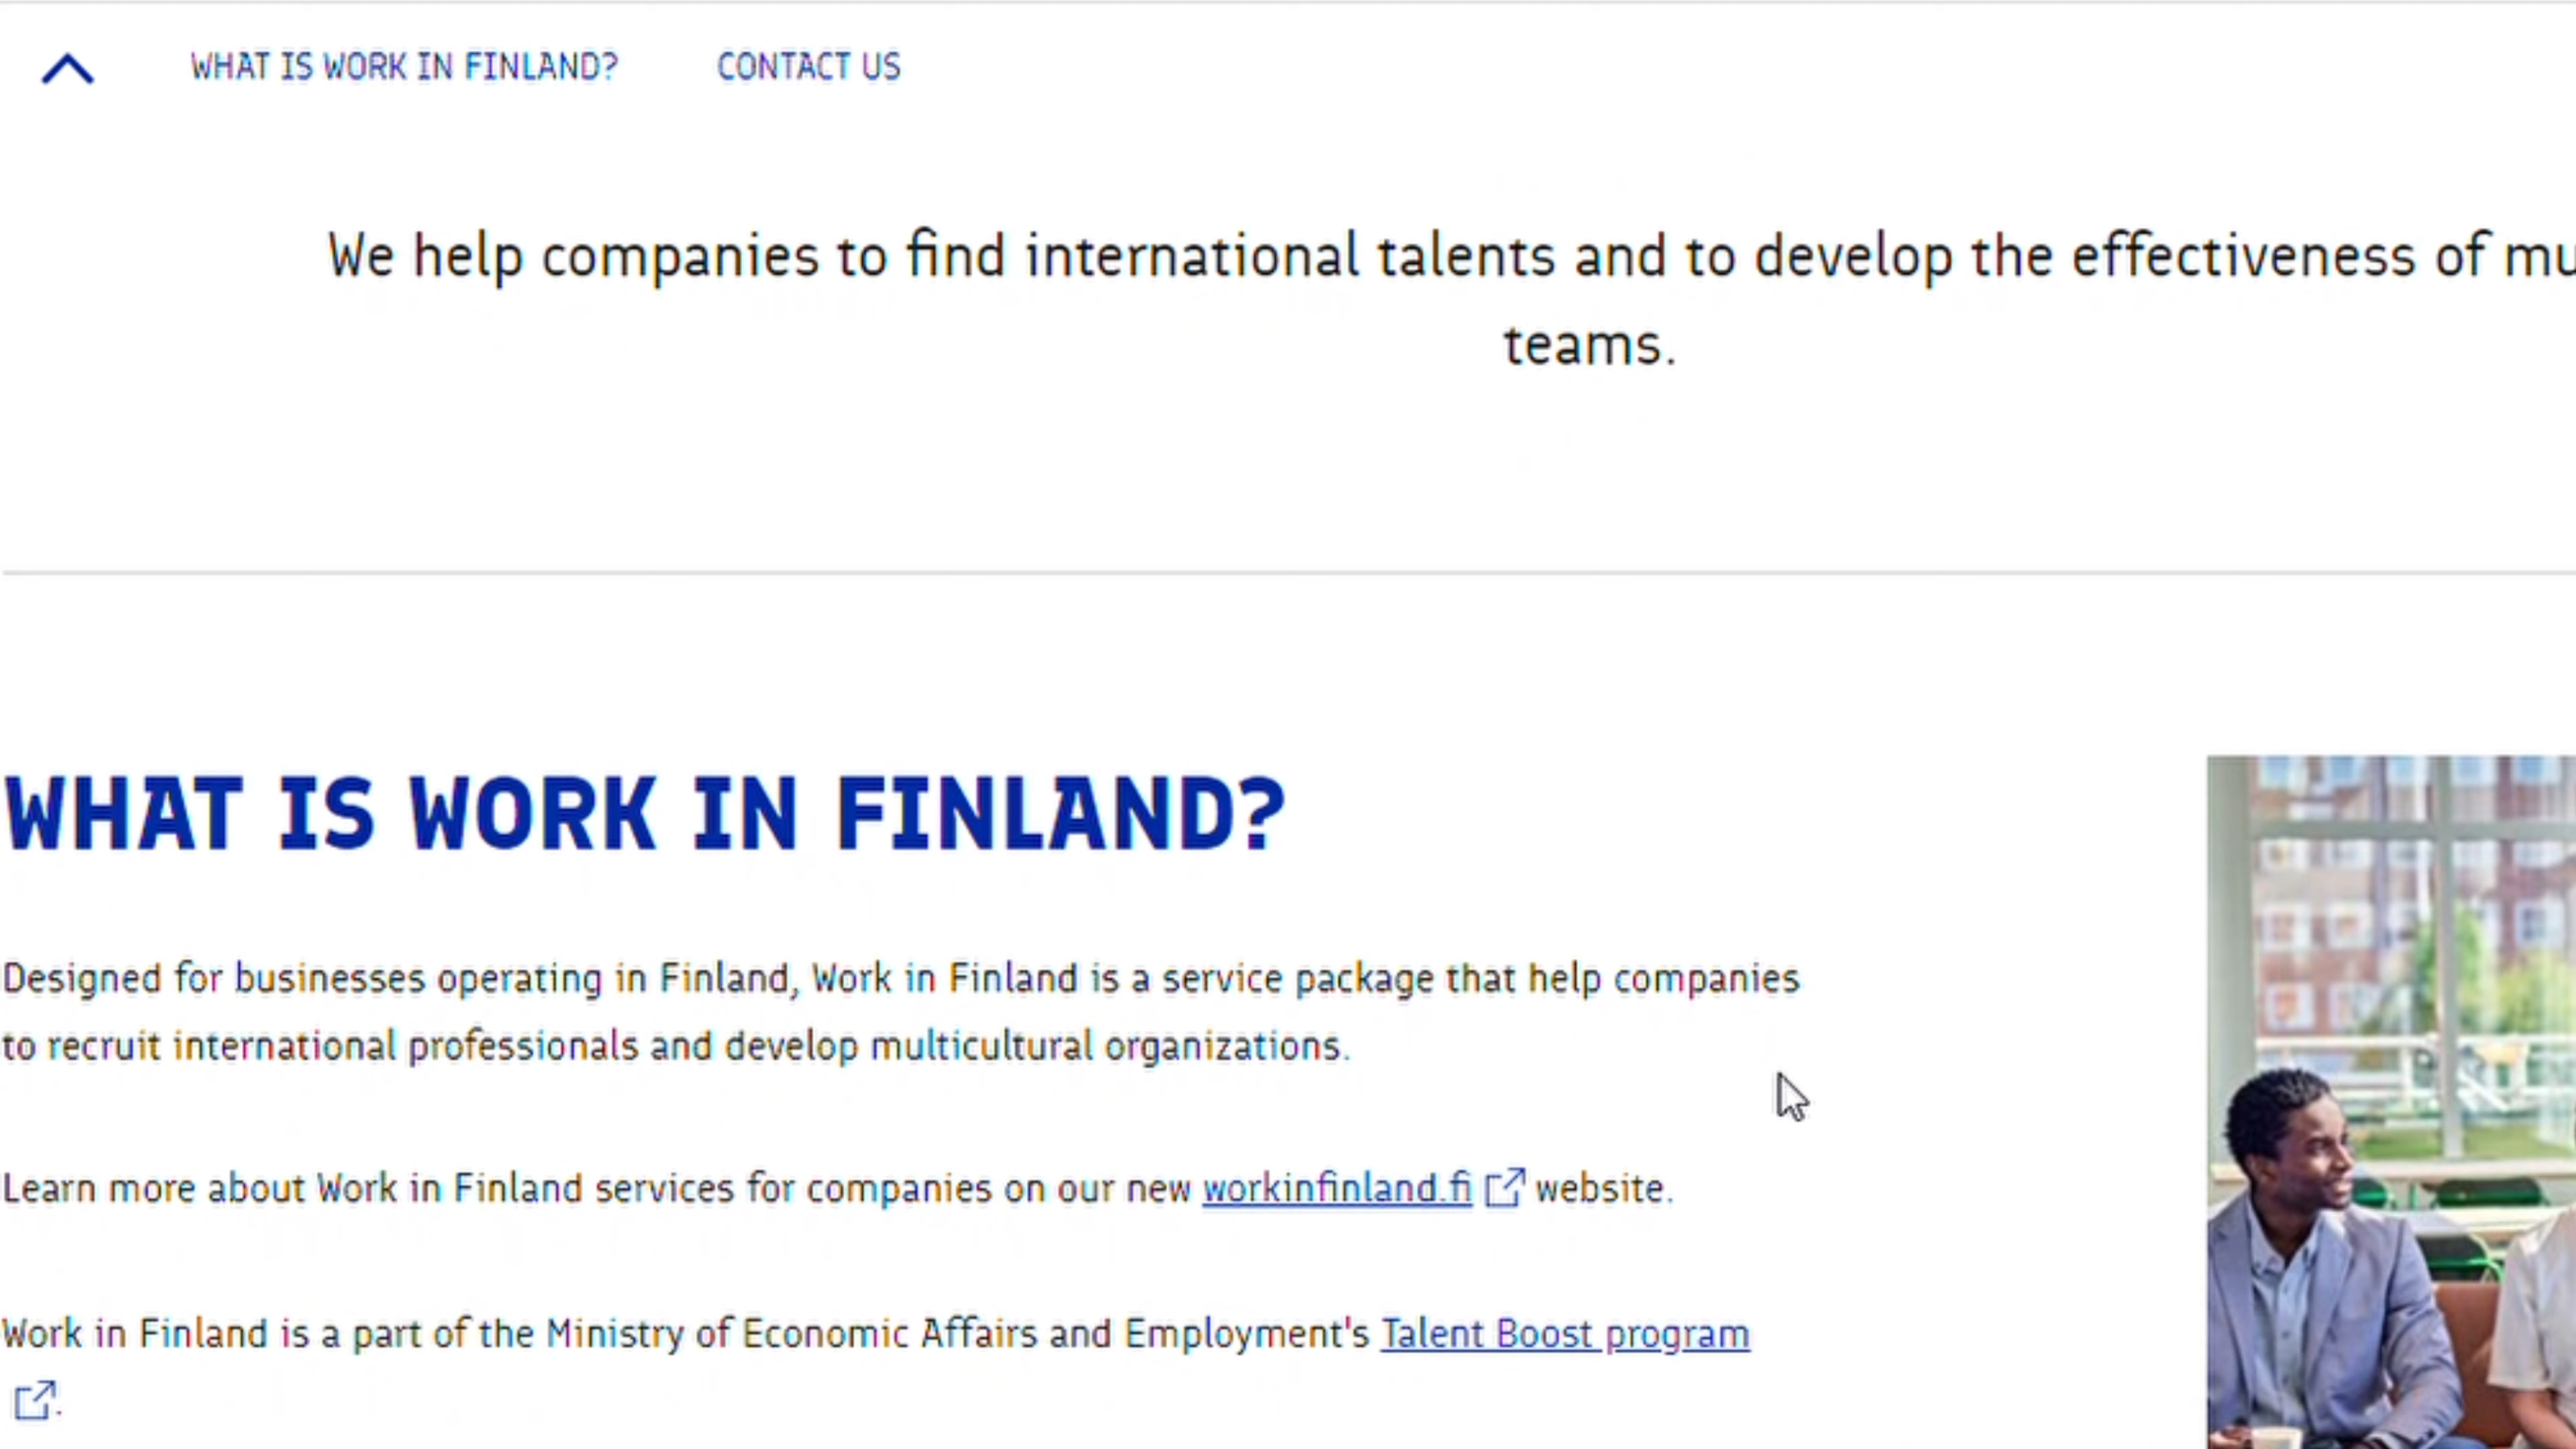 WHAT IS WORK IN FINLAND? CONTACT US
We help companies to find international talents and to develop the effectiveness of
teams.
WHAT IS WORK IN FINLAND?
Designed for businesses operating in Finland, Work in Finland is a service package that help companies
to recruit international professionals and develop multicultural organizations.
Learn more about Work in Finland services for companies on our new workinfinland.fi website.
Work in Finland is a part of the Ministry of Economic Affairs and Employment's Talent Boost program
.